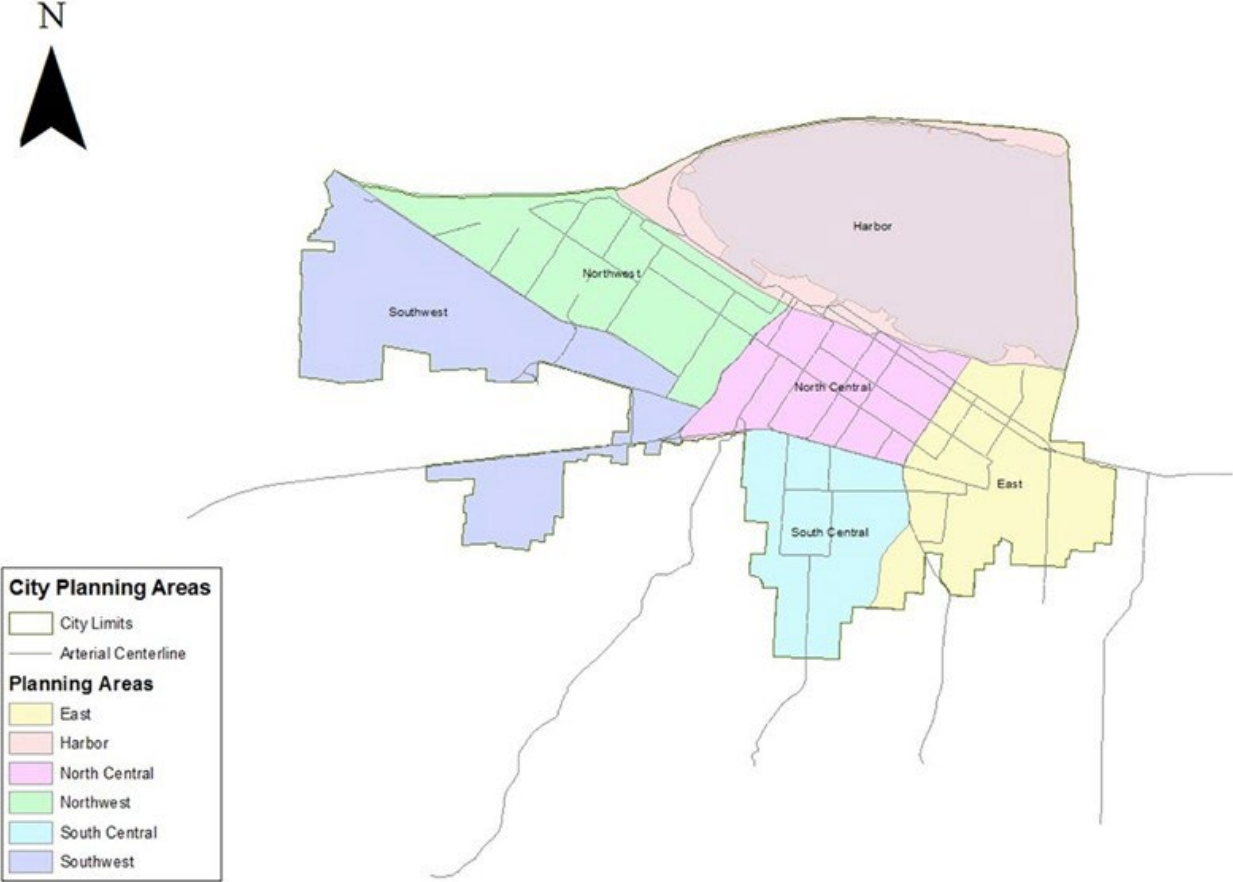 N
Harbor
Northwest
Southwest
North Central
East
South Central
City Planning Areas
City Limits
Arterial Centerline
Planning Areas
East
Harbor
North Central
Northwest
South Central
Southwest